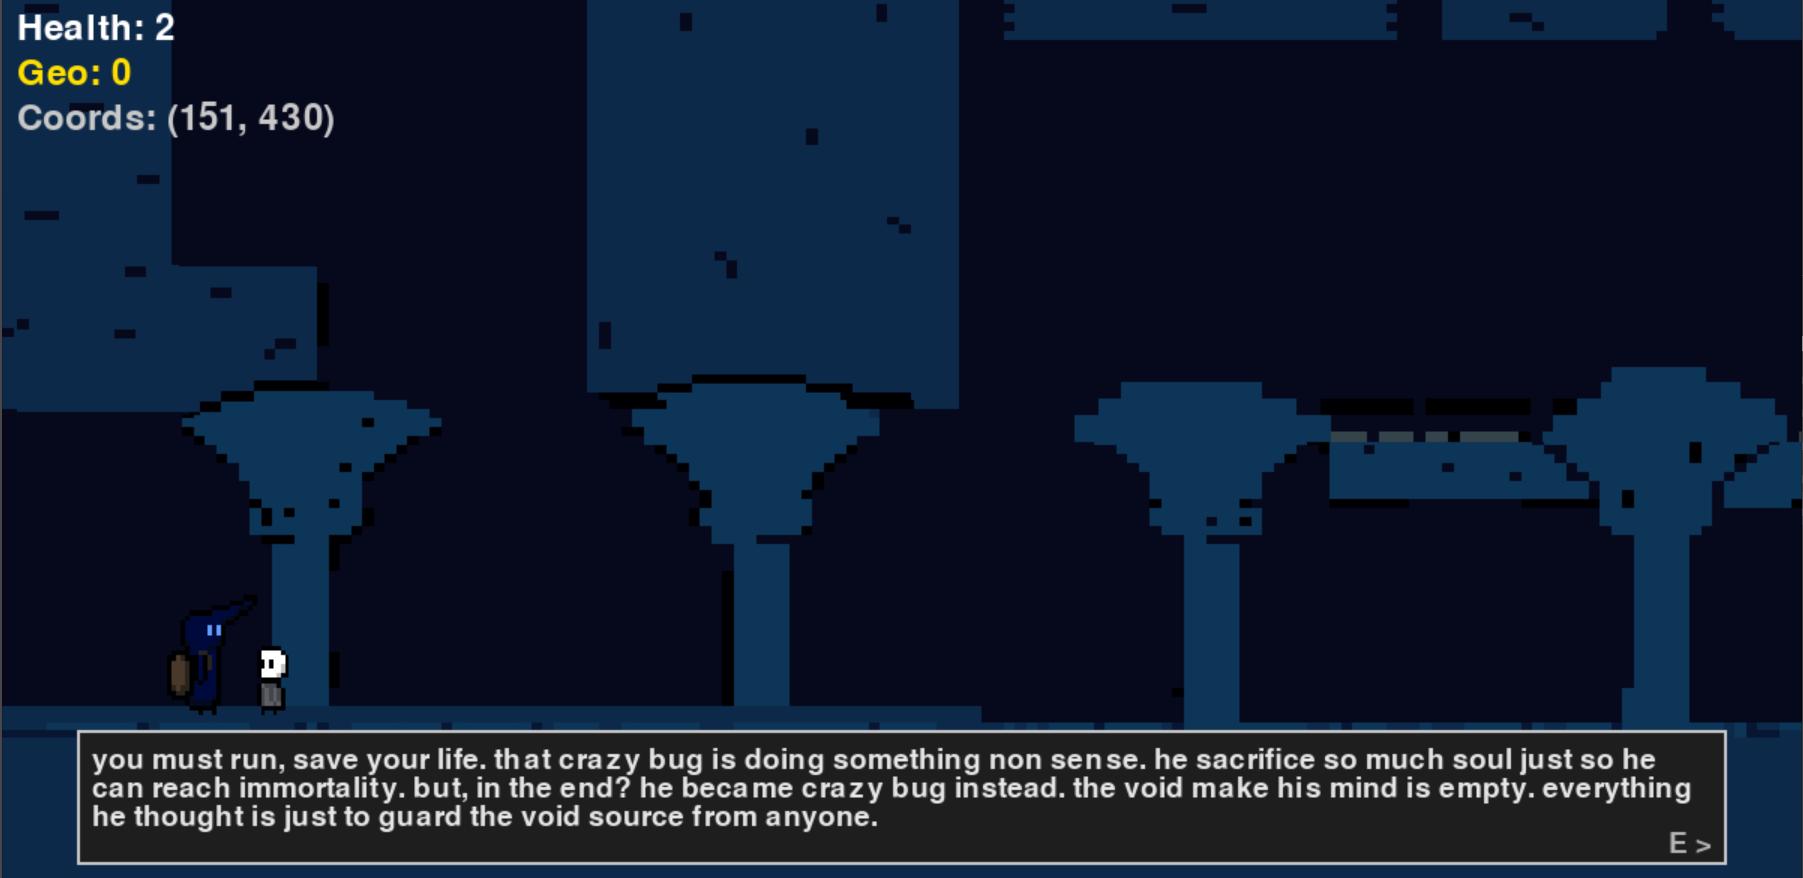 Health: 2
Geo: 0
Coords: (151, 430)
you must run, save your life. that crazy bug is doing something non sense. he sacrifice so much soul just so he
can reach immortality. but, in the end? he became crazy bug instead. the void make his mind is empty. everything
he thought is just to guard the void source from anyone.
E >